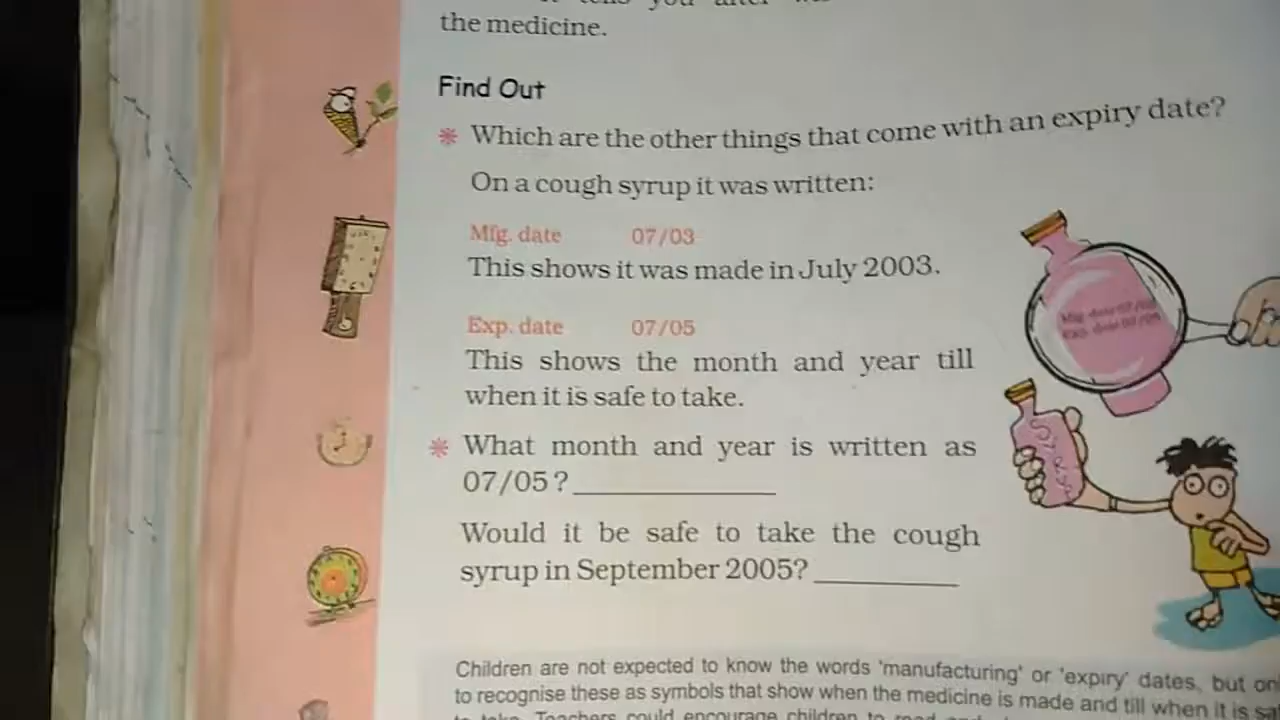 the medicine.
Find Out
Which are the other things that come with an expiry date?
On a cough syrup it was written:
Mfg. date 07/03
This shows it was made in July 2003.
Exp. date 07/05
This shows the month and year till
when it is safe to take.
What month and year is written as
07/05?
Would it be safe to take the cough
syrup in September 2005?
Children are not expected to know the words 'manufacturing' or 'expiry' dates, but
to recognise these as symbols that show when the medicine is made and till when it is
Teachers could encourage children to